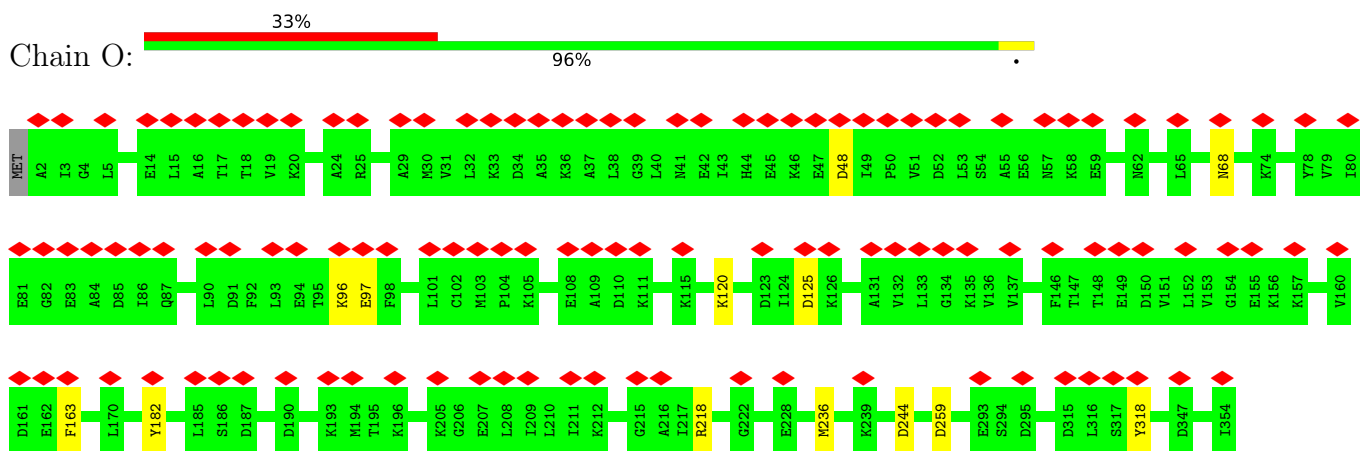 33%
Chain O:
96% •
MET A2 I3 G4 L5 E14 L15 A16 T17 T18 V19 K20 A24 R25 A29 M30 V31 L32 K33 D34 A35 K36 A37 L38 G39 L40 N41 E42 I43 H44 E45 K46 E47 D48 I49 P50 V51 D52 L53 S54 A55 E56 N57 K58 E59 N62 L65 N68 K74 Y78 V79 I80
E81 G82 E83 A84 D85 I86 Q87 L90 D91 F92 L93 E94 T95 K96 E97 F98 L101 G102 M103 P104 K105 E108 A109 D110 K111 K115 K120 D123 I124 D125 K126 A131 V132 L133 G134 K135 V136 V137 F146 T147 T148 E149 D150 V151 L152 V153 G154 E155 K156 K157 V160
D161 E162 F163 L170 Y182 L185 S186 D187 D190 K193 M194 T195 K196 K205 G206 E207 L208 I209 L210 I211 K212 G215 A216 I217 R218 G222 E228 M236 K239 D244 D259 E293 S294 D295 D315 L316 S317 Y318 D347 I354